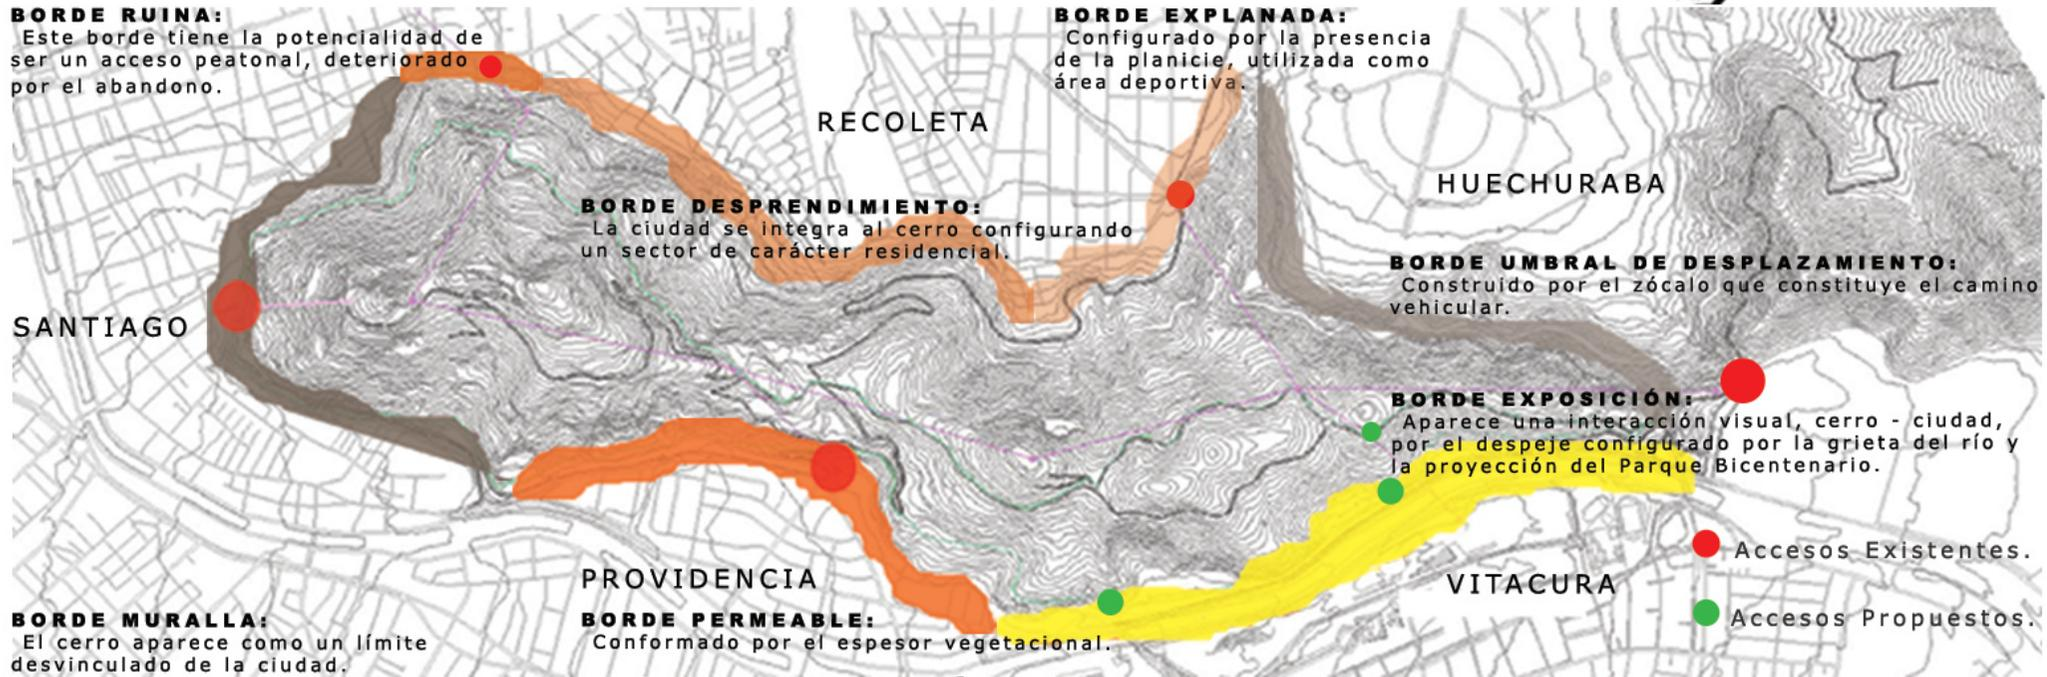 BORDE RUINA:
Este borde tiene la potencialidad de
ser un acceso peatonal, deteriorado
por el abandono.
BORDE EXPLANADA:
Configurado por la presencia
de la planicie, utilizada como
área deportiva.
RECOLETA
HUECHURABA
BORDE DESPRENDIMIENTO:
La ciudad se integra al cerro configurando
un sector de carácter residencial.
BORDE UMBRAL DE DESPLAZAMIENTO:
Construido por el zócalo que constituye el camino
vehicular.
SANTIAGO
BORDE EXPOSICIÓN:
Aparece una interacción visual, cerro - ciudad,
por el despeje configurado por la grieta del río y
la proyección del Parque Bicentenario.
Accesos Existentes.
PROVIDENCIA
VITACURA
Accesos Propuestos.
BORDE MURALLA:
El cerro aparece como un límite
desvinculado de la ciudad.
BORDE PERMEABLE:
Conformado por el espesor vegetacional.